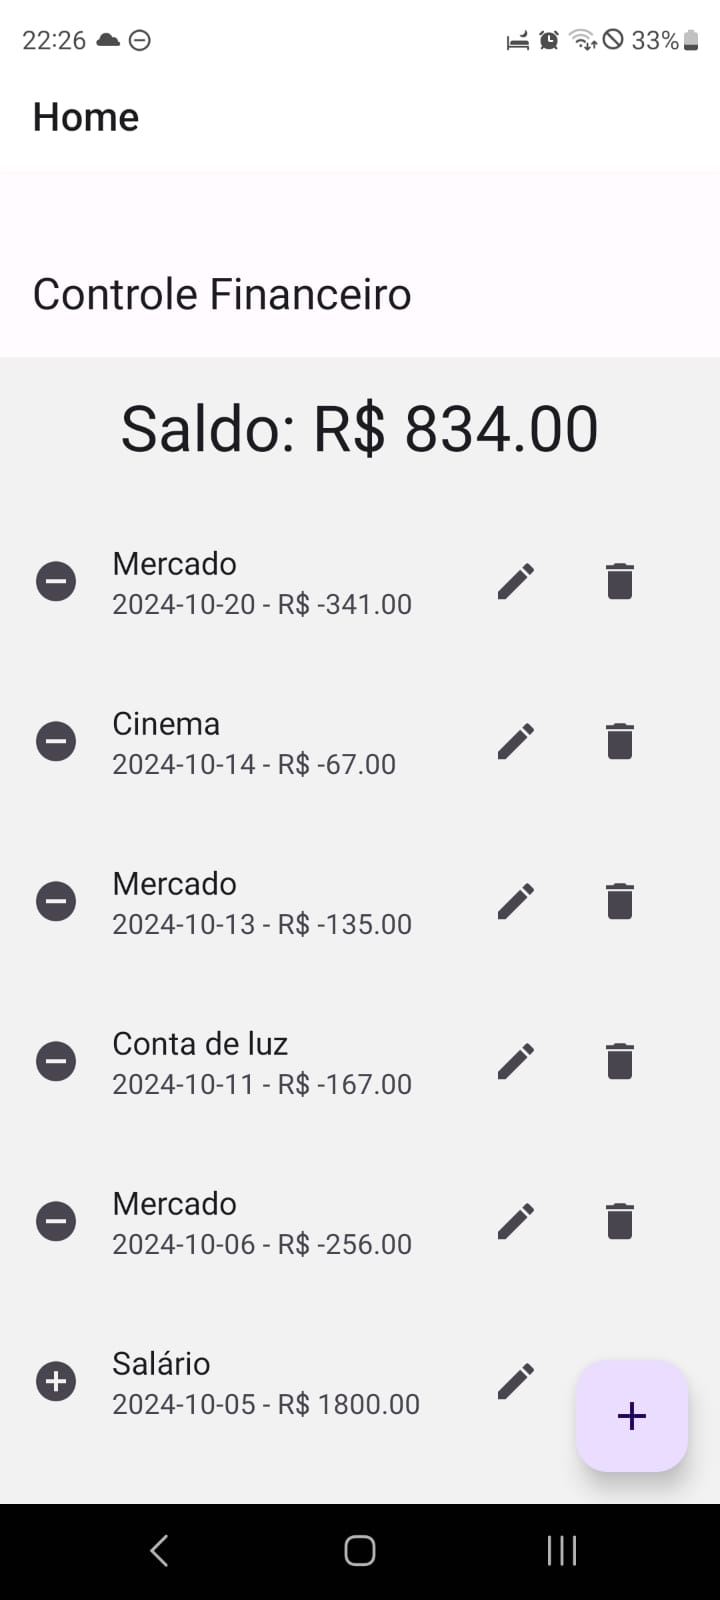 22:26
33%
Home
Controle Financeiro
Saldo: R$ 834.00
Mercado
2024-10-20 - R$ -341.00
Cinema
2024-10-14 - R$ -67.00
Mercado
2024-10-13 - R$ -135.00
Conta de luz
2024-10-11 - R$ -167.00
Mercado
2024-10-06 - R$ -256.00
Salário
2024-10-05 - R$ 1800.00